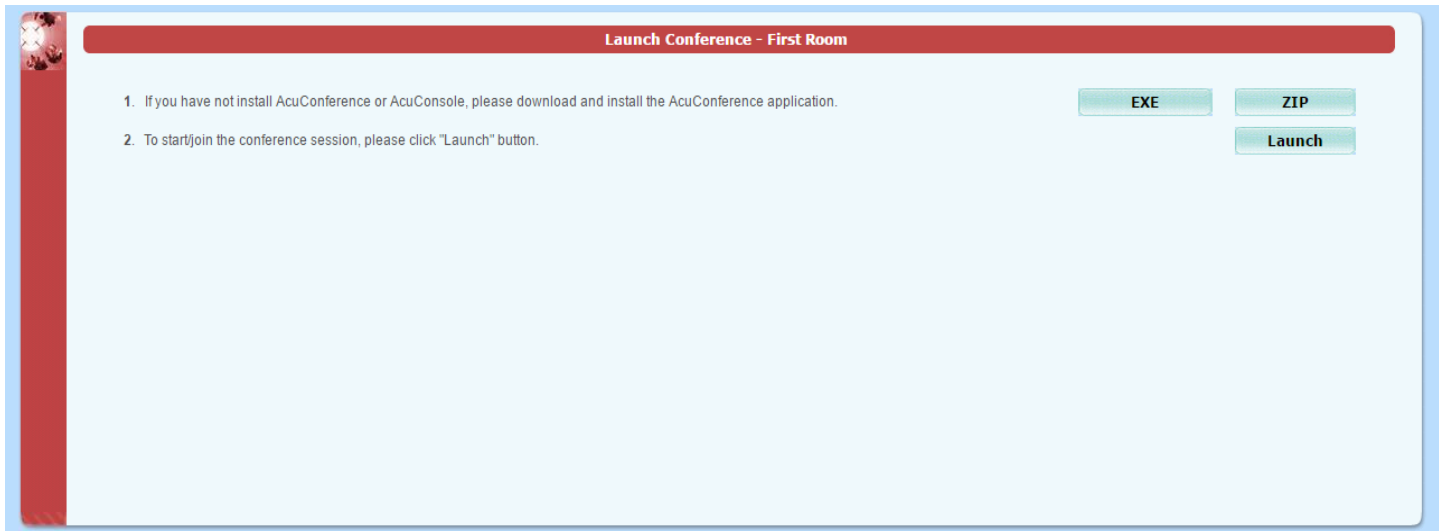 Launch Conference - First Room
1. If you have not install AcuConference or AcuConsole, please download and install the AcuConference application.
EXE ZIP
2. To start/join the conference session, please click "Launch" button.
Launch